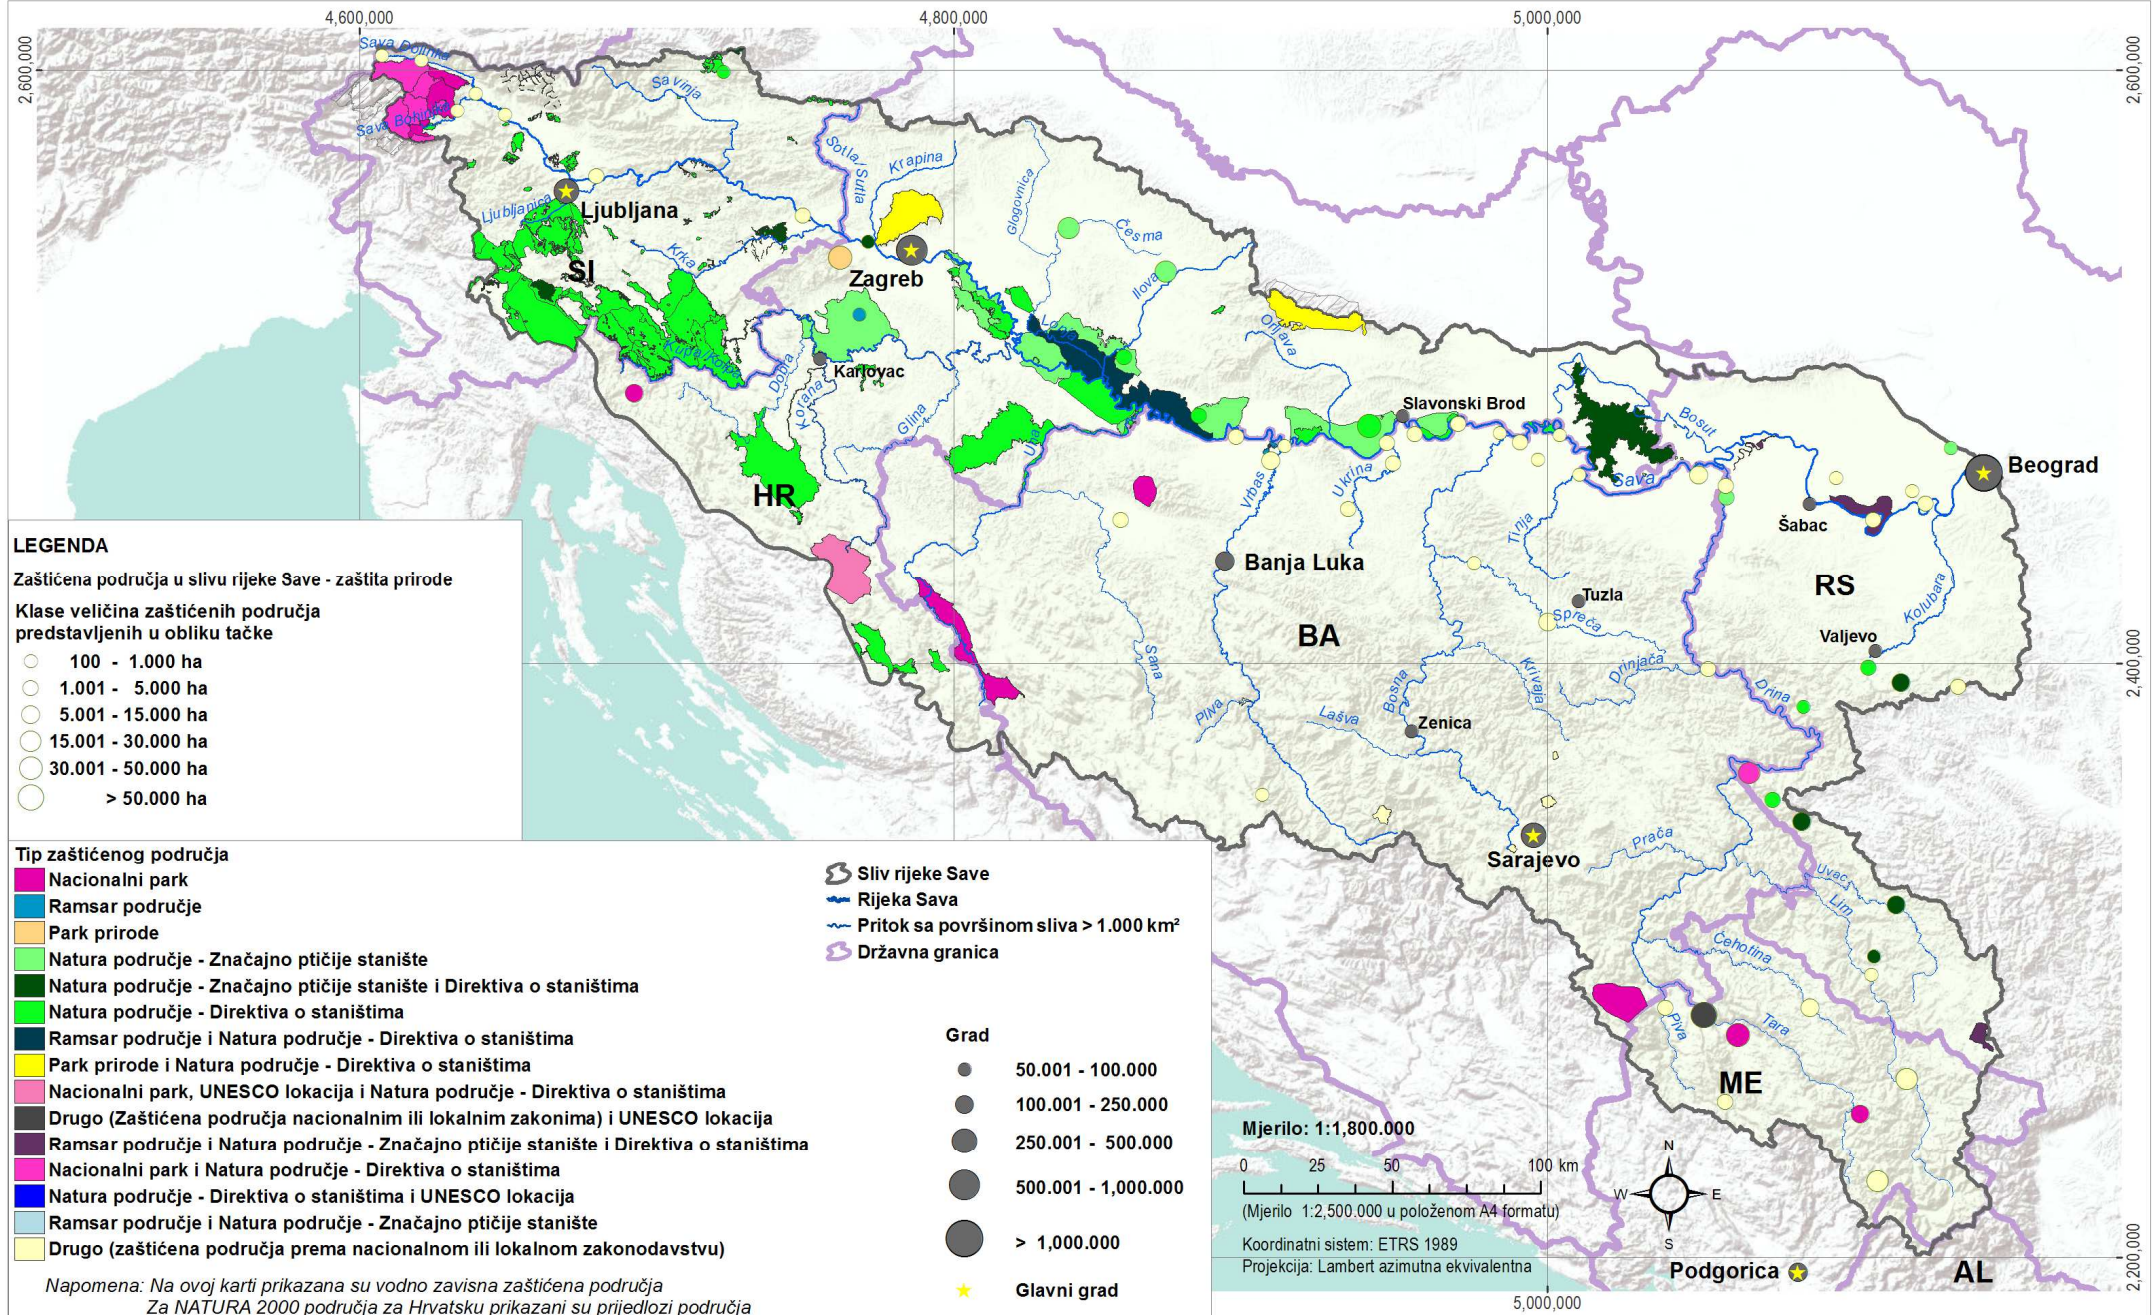 4,600,000
4,800,000
5,000,000
2,600,000
2,600,000
Sava Dolinka
Sava Bohinjka
Savinja
Sotla/Sutla
Krapina
Glogovnica
Česma
Ljubljanica
Ljubljana
Krka
SI
Zagreb
Ilova
Lonja
Orljava
Kupa/Kolpa
Dobra
Karlovac
Korana
Glina
Una
HR
Slavonski Brod
Bosut
Sava
Beograd
Vrbas
Ukrina
Tinja
Šabac
Banja Luka
Tuzla
RS
Kolubara
Spreča
BA
Valjevo
Sana
Krivaja
Drinjača
2,400,000
Drina
Pliva
Lašva
Bosna
Zenica
Sarajevo
Prača
Uvac
Lim
Ćehotina
Piva
Tara
ME
Podgorica
AL
2,200,000
5,000,000
LEGENDA
Zaštićena područja u slivu rijeke Save - zaštita prirode
Klase veličina zaštićenih područja
predstavljenih u obliku tačke
100 - 1.000 ha
1.001 - 5.000 ha
5.001 - 15.000 ha
15.001 - 30.000 ha
30.001 - 50.000 ha
> 50.000 ha
Tip zaštićenog područja
Nacionalni park
Ramsar područje
Park prirode
Natura područje - Značajno ptičije stanište
Natura područje - Značajno ptičije stanište i Direktiva o staništima
Natura područje - Direktiva o staništima
Ramsar područje i Natura područje - Direktiva o staništima
Park prirode i Natura područje - Direktiva o staništima
Nacionalni park, UNESCO lokacija i Natura područje - Direktiva o staništima
Drugo (Zaštićena područja nacionalnim ili lokalnim zakonima) i UNESCO lokacija
Ramsar područje i Natura područje - Značajno ptičije stanište i Direktiva o staništima
Nacionalni park i Natura područje - Direktiva o staništima
Natura područje - Direktiva o staništima i UNESCO lokacija
Ramsar područje i Natura područje - Značajno ptičije stanište
Drugo (zaštićena područja prema nacionalnom ili lokalnom zakonodavstvu)
Napomena: Na ovoj karti prikazana su vodno zavisna zaštićena područja
Za NATURA 2000 područja za Hrvatsku prikazani su prijedlozi područja
Sliv rijeke Save
Rijeka Sava
Pritok sa površinom sliva > 1.000 km²
Državna granica
Grad
50.001 - 100.000
100.001 - 250.000
250.001 - 500.000
500.001 - 1,000.000
> 1,000.000
Glavni grad
Mjerilo: 1:1,800.000
0 25 50 100 km
(Mjerilo 1:2,500.000 u položenom A4 formatu)
Koordinatni sistem: ETRS 1989
Projekcija: Lambert azimutna ekvivalentna
N
W
E
S